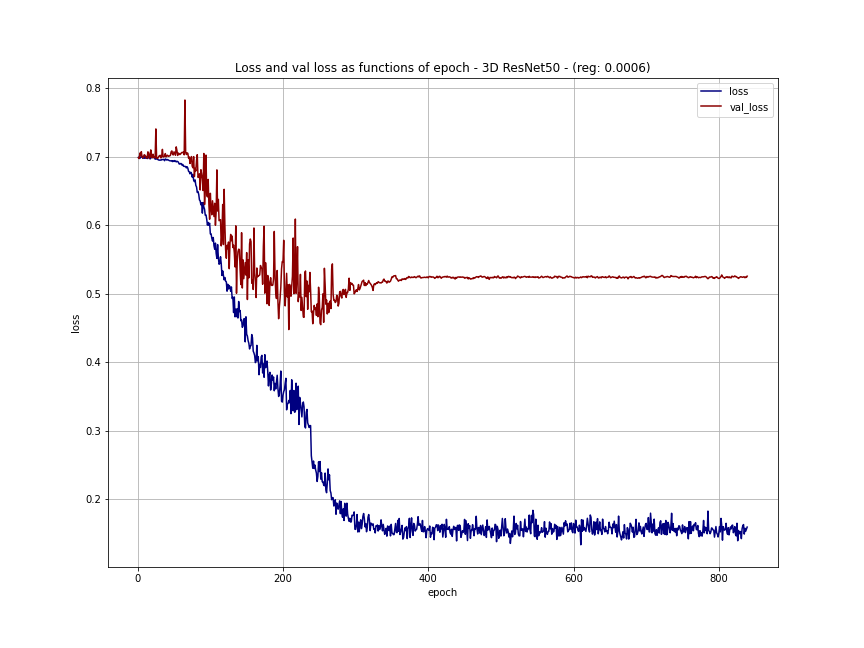 Loss and val loss as functions of epoch - 3D ResNet50 - (reg: 0.0006)
loss
val_loss
0.8
0.7
0.6
0.5
0.4
0.3
0.2
loss
0
200
400
600
800
epoch